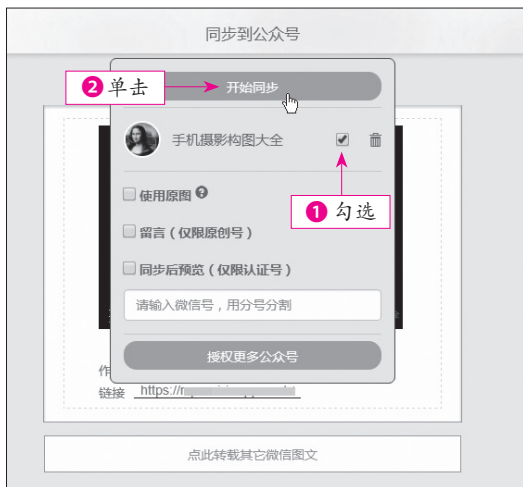 同步到公众号
❷单击
开始同步
手机摄影构图大全
使用原图
❶勾选
留言（仅限原创号）
同步后预览（仅限认证号）
请输入微信号，用分号分割
授权更多公众号
作
链接 https://
点此转载其它微信图文